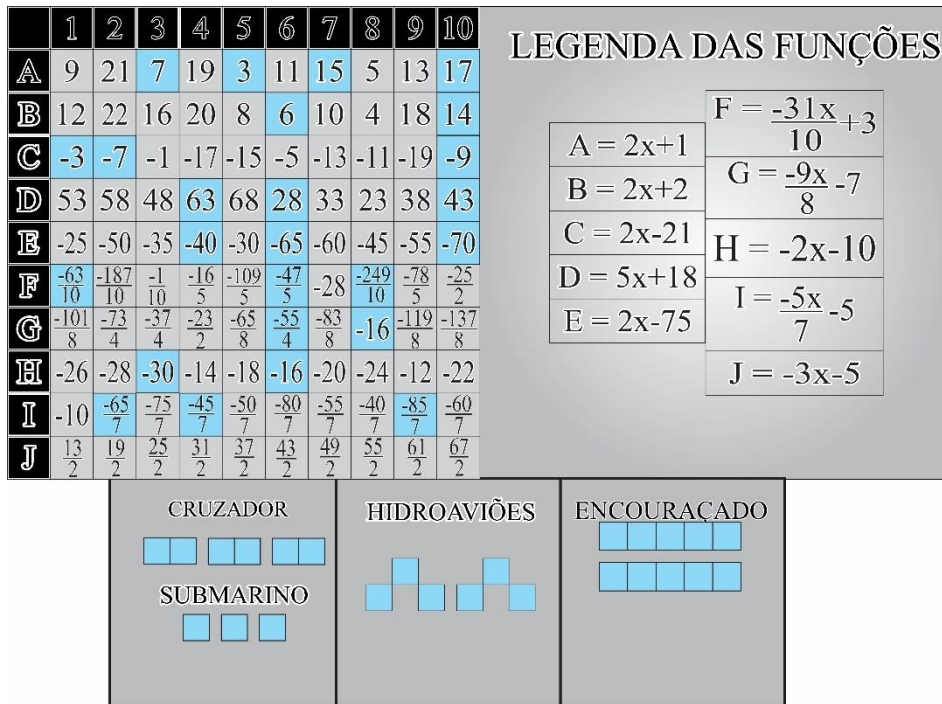 1 2 3 4 5 6 7 8 9 10
LEGENDA DAS FUNÇÕES
A 9 21 7 19 3 11 15 5 13 17
B 12 22 16 20 8 6 10 4 18 14
C -3 -7 -1 -17 -15 -5 -13 -11 -19 -9
D 53 58 48 63 68 28 33 23 38 43
E -25 -50 -35 -40 -30 -65 -60 -45 -55 -70
F -63/10 -187/10 -1/10 -16/5 -109/5 -47/5 -28 -249/10 -78/5 -25/2
G -101/8 -73/4 -37/4 -23/2 -65/8 -55/4 -83/8 -16 -119/8 -137/8
H -26 -28 -30 -14 -18 -16 -20 -24 -12 -22
I -10 -65/7 -75/7 -45/7 -50/7 -80/7 -55/7 -40/7 -85/7 -60/7
J 13/2 19/2 25/2 31/2 37/2 43/2 49/2 55/2 61/2 67/2
A = 2x+1
B = 2x+2
C = 2x-21
D = 5x+18
E = 2x-75
F = -31x/10 +3
G = -9x/8 -7
H = -2x-10
I = -5x/7 -5
J = -3x-5
CRUZADOR
SUBMARINO
HIDROAVIÕES
ENCOURAÇADO